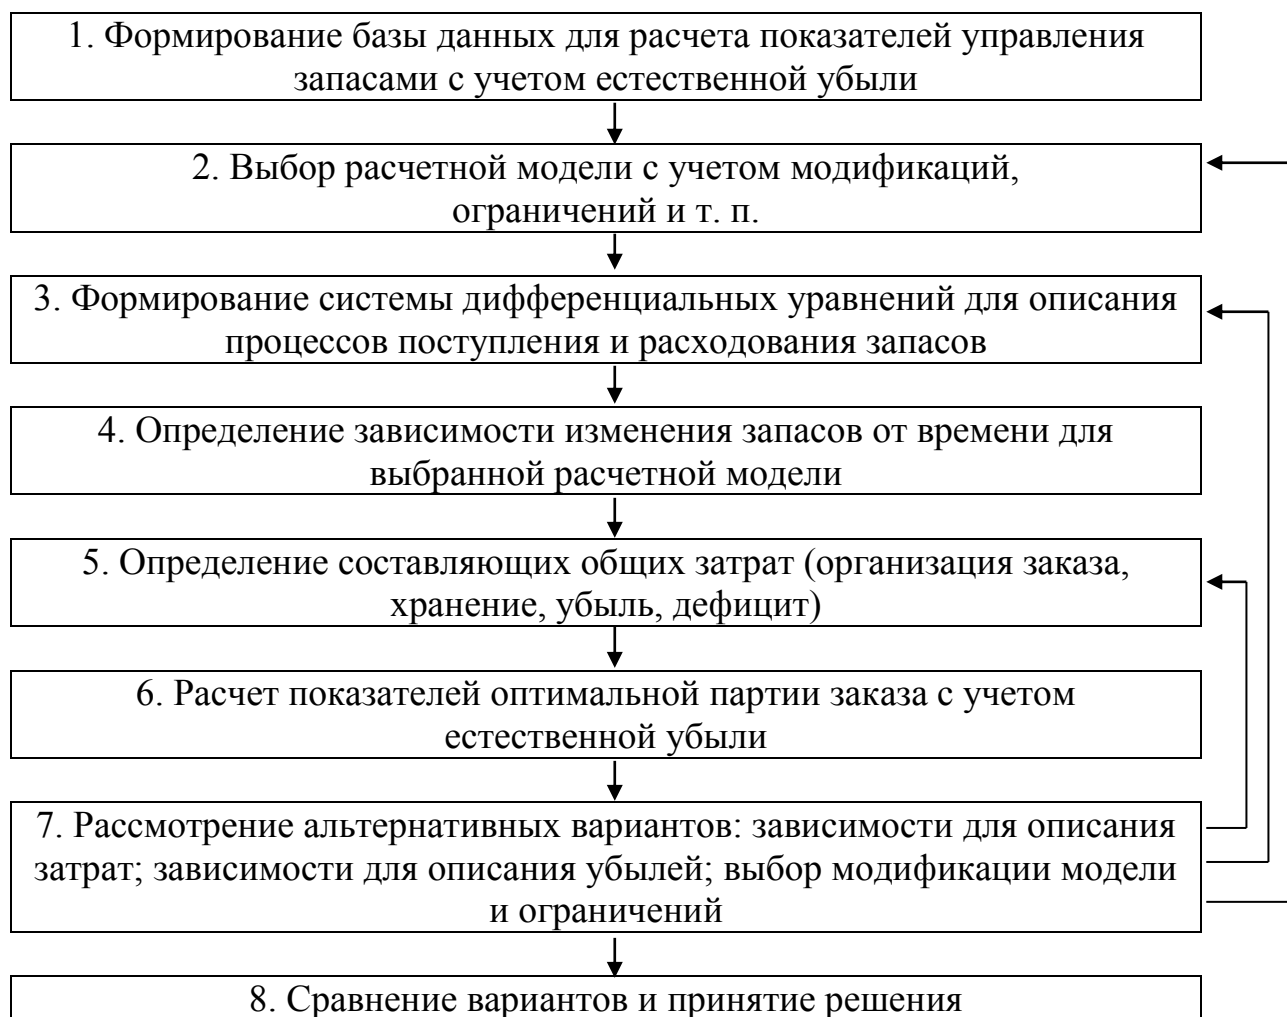 1. Формирование базы данных для расчета показателей управления
запасами с учетом естественной убыли
2. Выбор расчетной модели с учетом модификаций,
ограничений и т. п.
3. Формирование системы дифференциальных уравнений для описания
процессов поступления и расходования запасов
4. Определение зависимости изменения запасов от времени для
выбранной расчетной модели
5. Определение составляющих общих затрат (организация заказа,
хранение, убыль, дефицит)
6. Расчет показателей оптимальной партии заказа с учетом
естественной убыли
7. Рассмотрение альтернативных вариантов: зависимости для описания
затрат; зависимости для описания убылей; выбор модификации модели
и ограничений
8. Сравнение вариантов и принятие решения